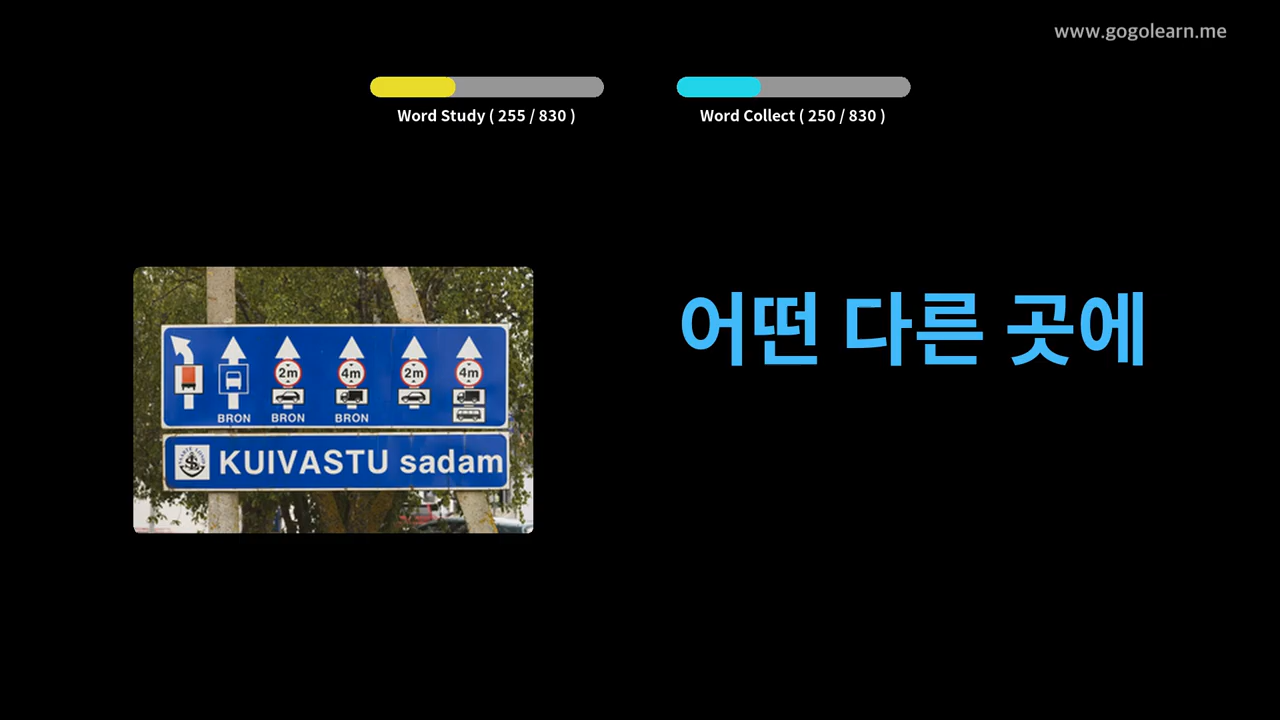 www.gogolearn.me
Word Study ( 255 / 830 )
Word Collect ( 250 / 830 )
어떤 다른 곳에
2m 4m 2m 4m
BRON BRON BRON
KUIVASTU sadam